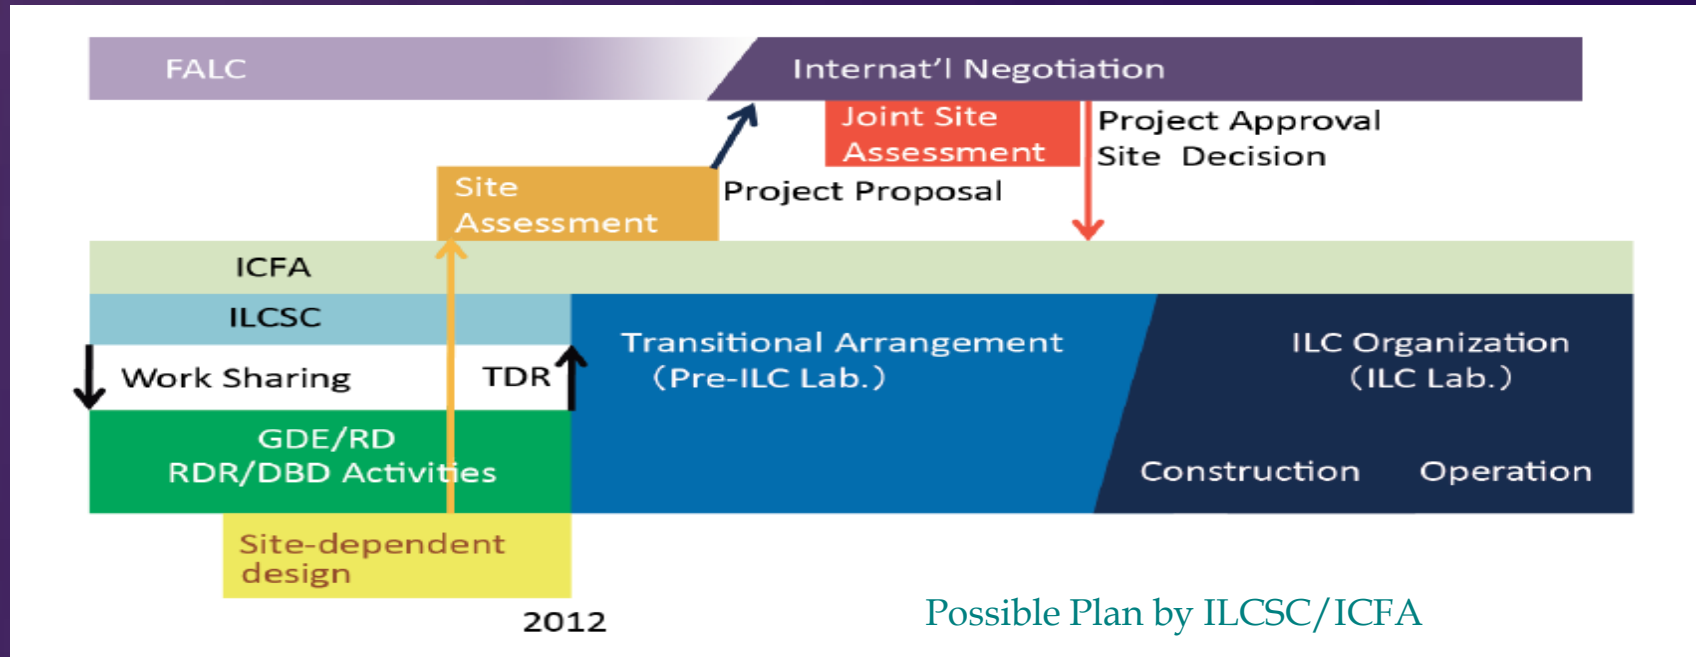 FALC
Internat'l Negotiation
Joint Site
Assessment
Project Approval
Site Decision
Site
Assessment
Project Proposal
ICFA
ILCSC
Work Sharing
TDR
GDE/RD
RDR/DBD Activities
Transitional Arrangement
(Pre-ILC Lab.)
ILC Organization
(ILC Lab.)
Construction
Operation
Site-dependent
design
2012
Possible Plan by ILCSC/ICFA